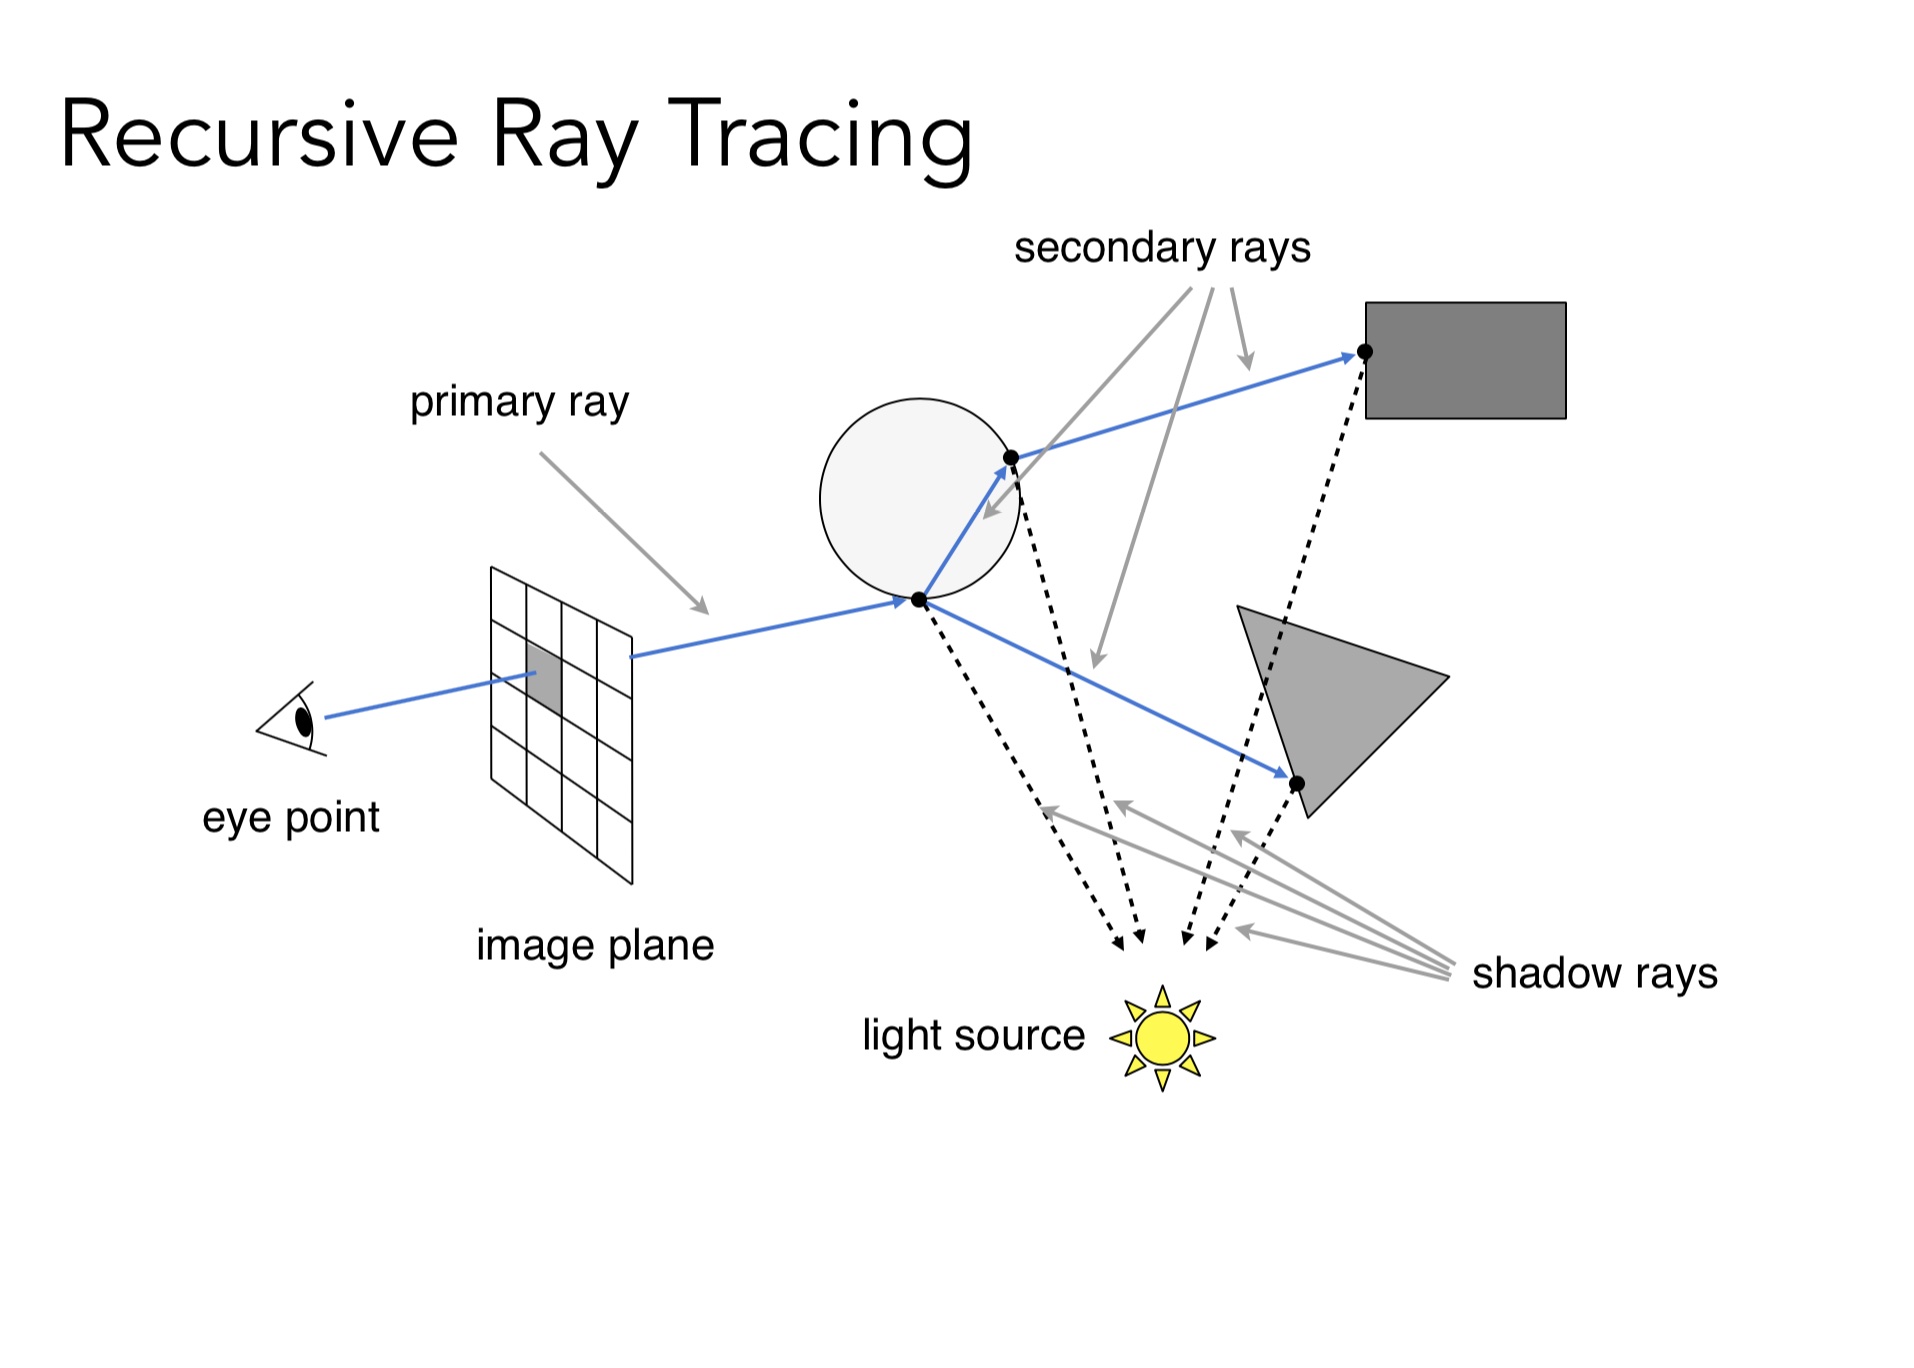 Recursive Ray Tracing
secondary rays
primary ray
eye point
image plane
shadow rays
light source